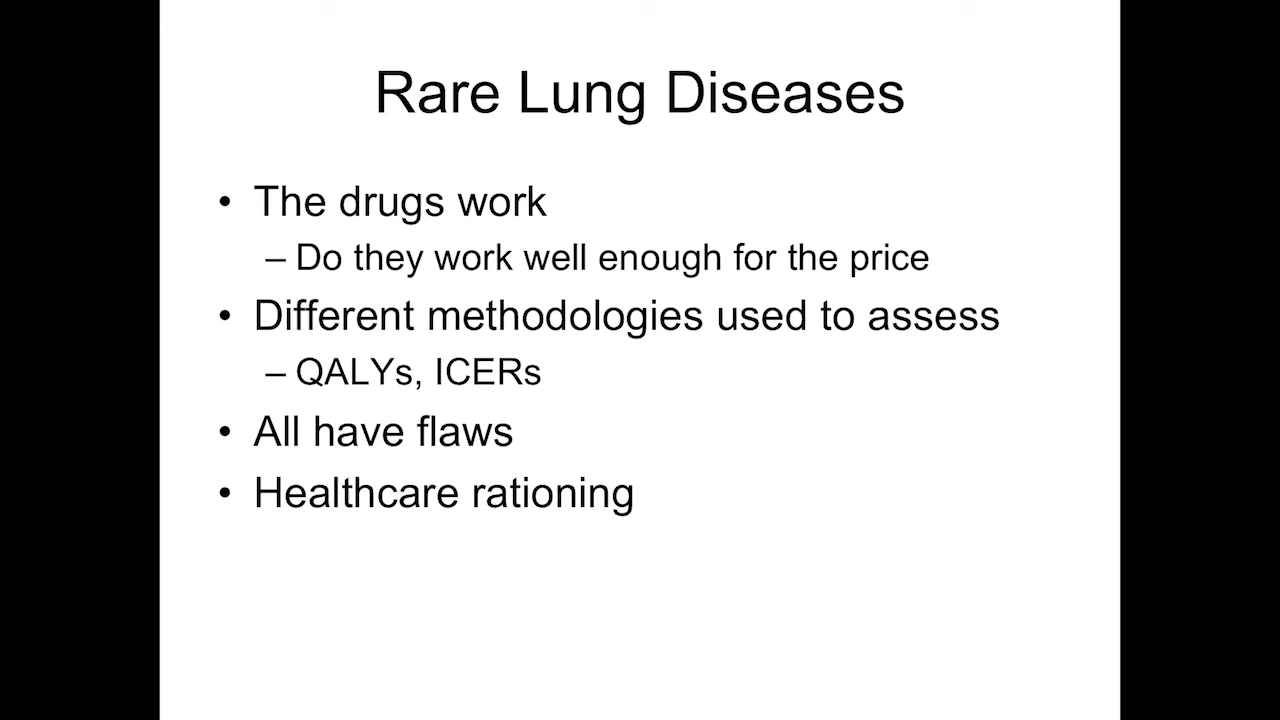 Rare Lung Diseases
• The drugs work
– Do they work well enough for the price
• Different methodologies used to assess
– QALYs, ICERs
• All have flaws
• Healthcare rationing